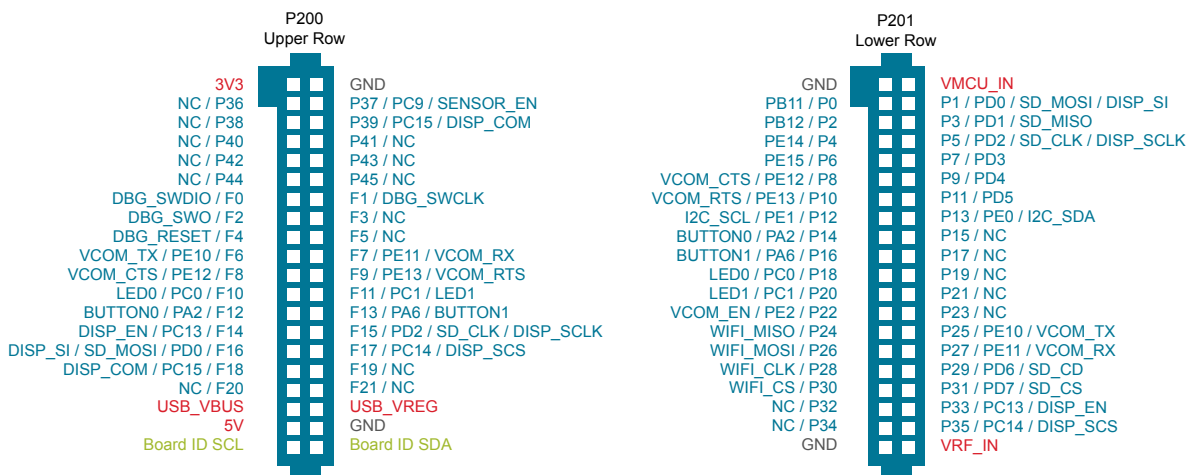 P200
Upper Row
3V3 GND
NC / P36 P37 / PC9 / SENSOR_EN
NC / P38 P39 / PC15 / DISP_COM
NC / P40 P41 / NC
NC / P42 P43 / NC
NC / P44 P45 / NC
DBG_SWDIO / F0 F1 / DBG_SWCLK
DBG_SWO / F2 F3 / NC
DBG_RESET / F4 F5 / NC
VCOM_TX / PE10 / F6 F7 / PE11 / VCOM_RX
VCOM_CTS / PE12 / F8 F9 / PE13 / VCOM_RTS
LED0 / PC0 / F10 F11 / PC1 / LED1
BUTTON0 / PA2 / F12 F13 / PA6 / BUTTON1
DISP_EN / PC13 / F14 F15 / PD2 / SD_CLK / DISP_SCLK
DISP_SI / SD_MOSI / PD0 / F16 F17 / PC14 / DISP_SCS
DISP_COM / PC15 / F18 F19 / NC
NC / F20 F21 / NC
USB_VBUS USB_VREG
5V GND
Board ID SCL Board ID SDA
P201
Lower Row
GND VMCU_IN
PB11 / P0 P1 / PD0 / SD_MOSI / DISP_SI
PB12 / P2 P3 / PD1 / SD_MISO
PE14 / P4 P5 / PD2 / SD_CLK / DISP_SCLK
PE15 / P6 P7 / PD3
VCOM_CTS / PE12 / P8 P9 / PD4
VCOM_RTS / PE13 / P10 P11 / PD5
I2C_SCL / PE1 / P12 P13 / PE0 / I2C_SDA
BUTTON0 / PA2 / P14 P15 / NC
BUTTON1 / PA6 / P16 P17 / NC
LED0 / PC0 / P18 P19 / NC
LED1 / PC1 / P20 P21 / NC
VCOM_EN / PE2 / P22 P23 / NC
WIFI_MISO / P24 P25 / PE10 / VCOM_TX
WIFI_MOSI / P26 P27 / PE11 / VCOM_RX
WIFI_CLK / P28 P29 / PD6 / SD_CD
WIFI_CS / P30 P31 / PD7 / SD_CS
NC / P32 P33 / PC13 / DISP_EN
NC / P34 P35 / PC14 / DISP_SCS
GND VRF_IN